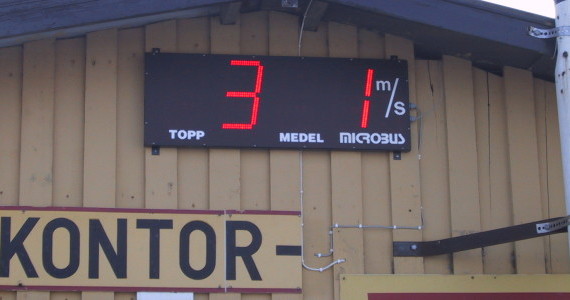 3 1 m/s
TOPP MEDEL MICROBUS
KONTOR-